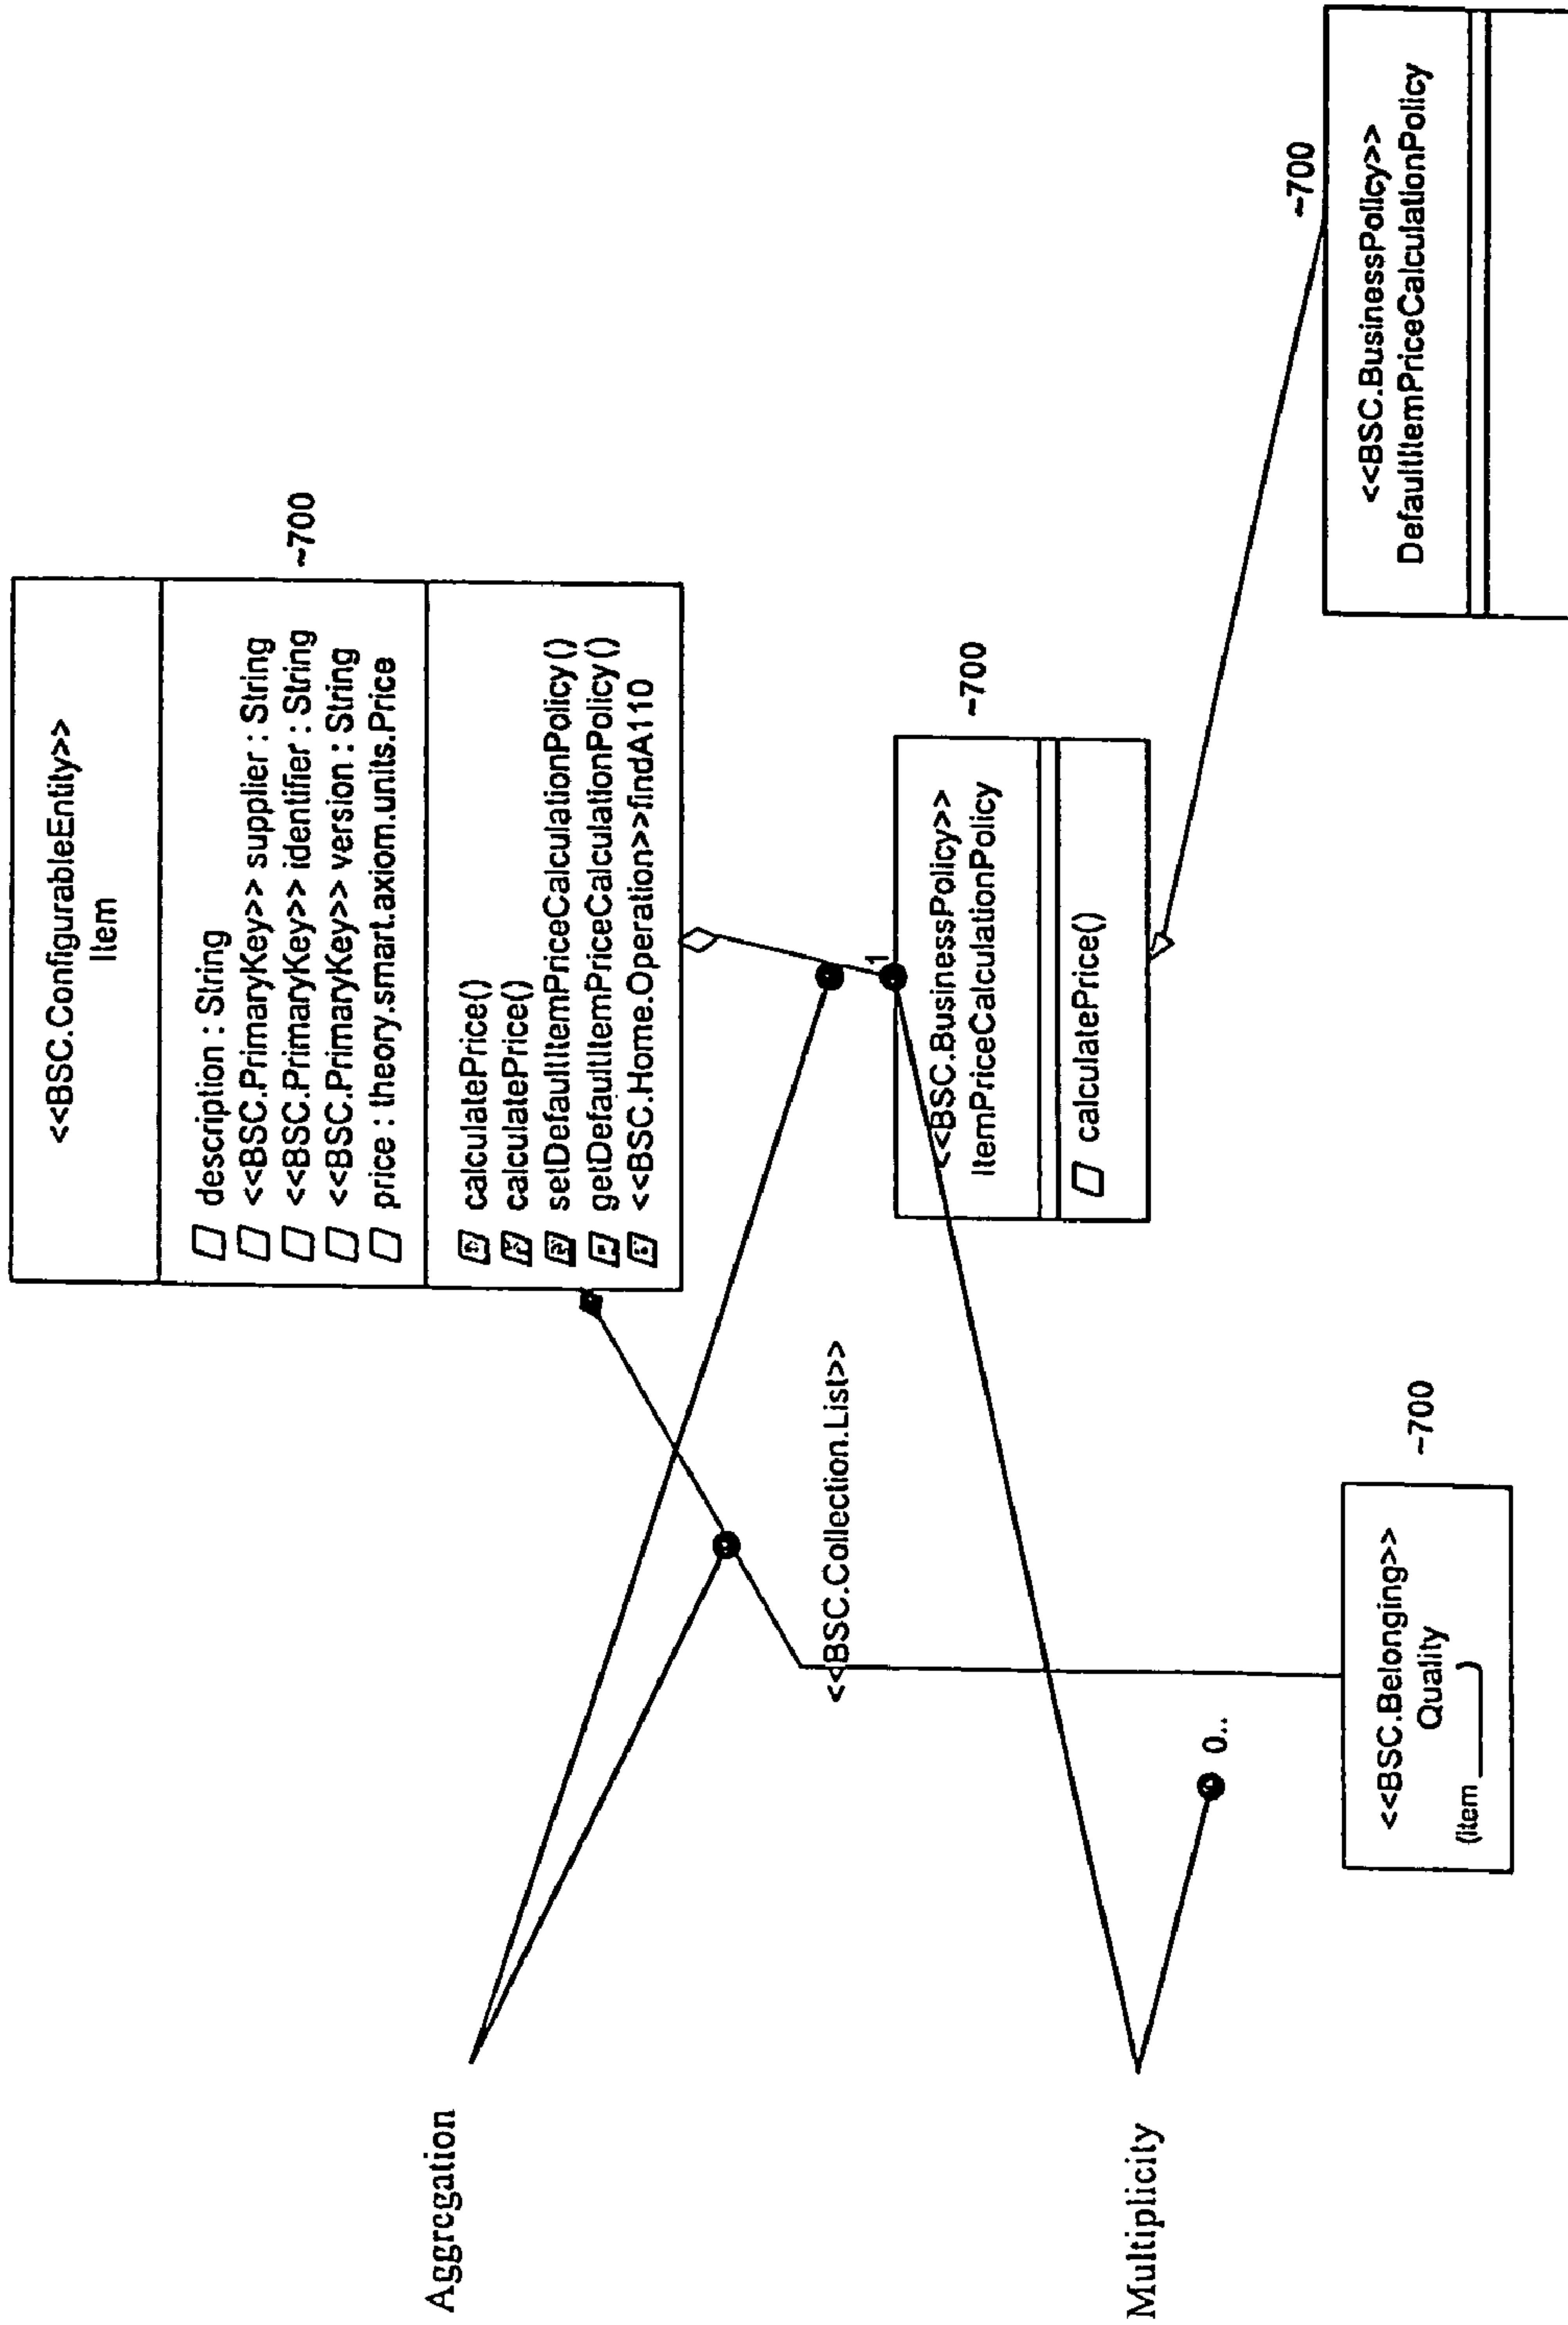 <<BSC.ConfigurableEntity>>
Item
description : String
<<BSC.PrimaryKey>> supplier : String
<<BSC.PrimaryKey>> identifier : String
<<BSC.PrimaryKey>> version : String
price : theory.smart.axiom.units.Price
~700
calculatePrice()
calculatePrice()
setDefaultItemPriceCalculationPolicy()
getDefaultItemPriceCalculationPolicy()
<<BSC.Home.Operation>>findA110
Aggregation
<<BSC.Collection.List>>
1
<<BSC.BusinessPolicy>>
ItemPriceCalculationPolicy
~700
calculatePrice()
Multiplicity
0..
<<BSC.Belonging>>
Quality
(Item )
~700
~700
<<BSC.BusinessPolicy>>
DefaultItemPriceCalculationPolicy